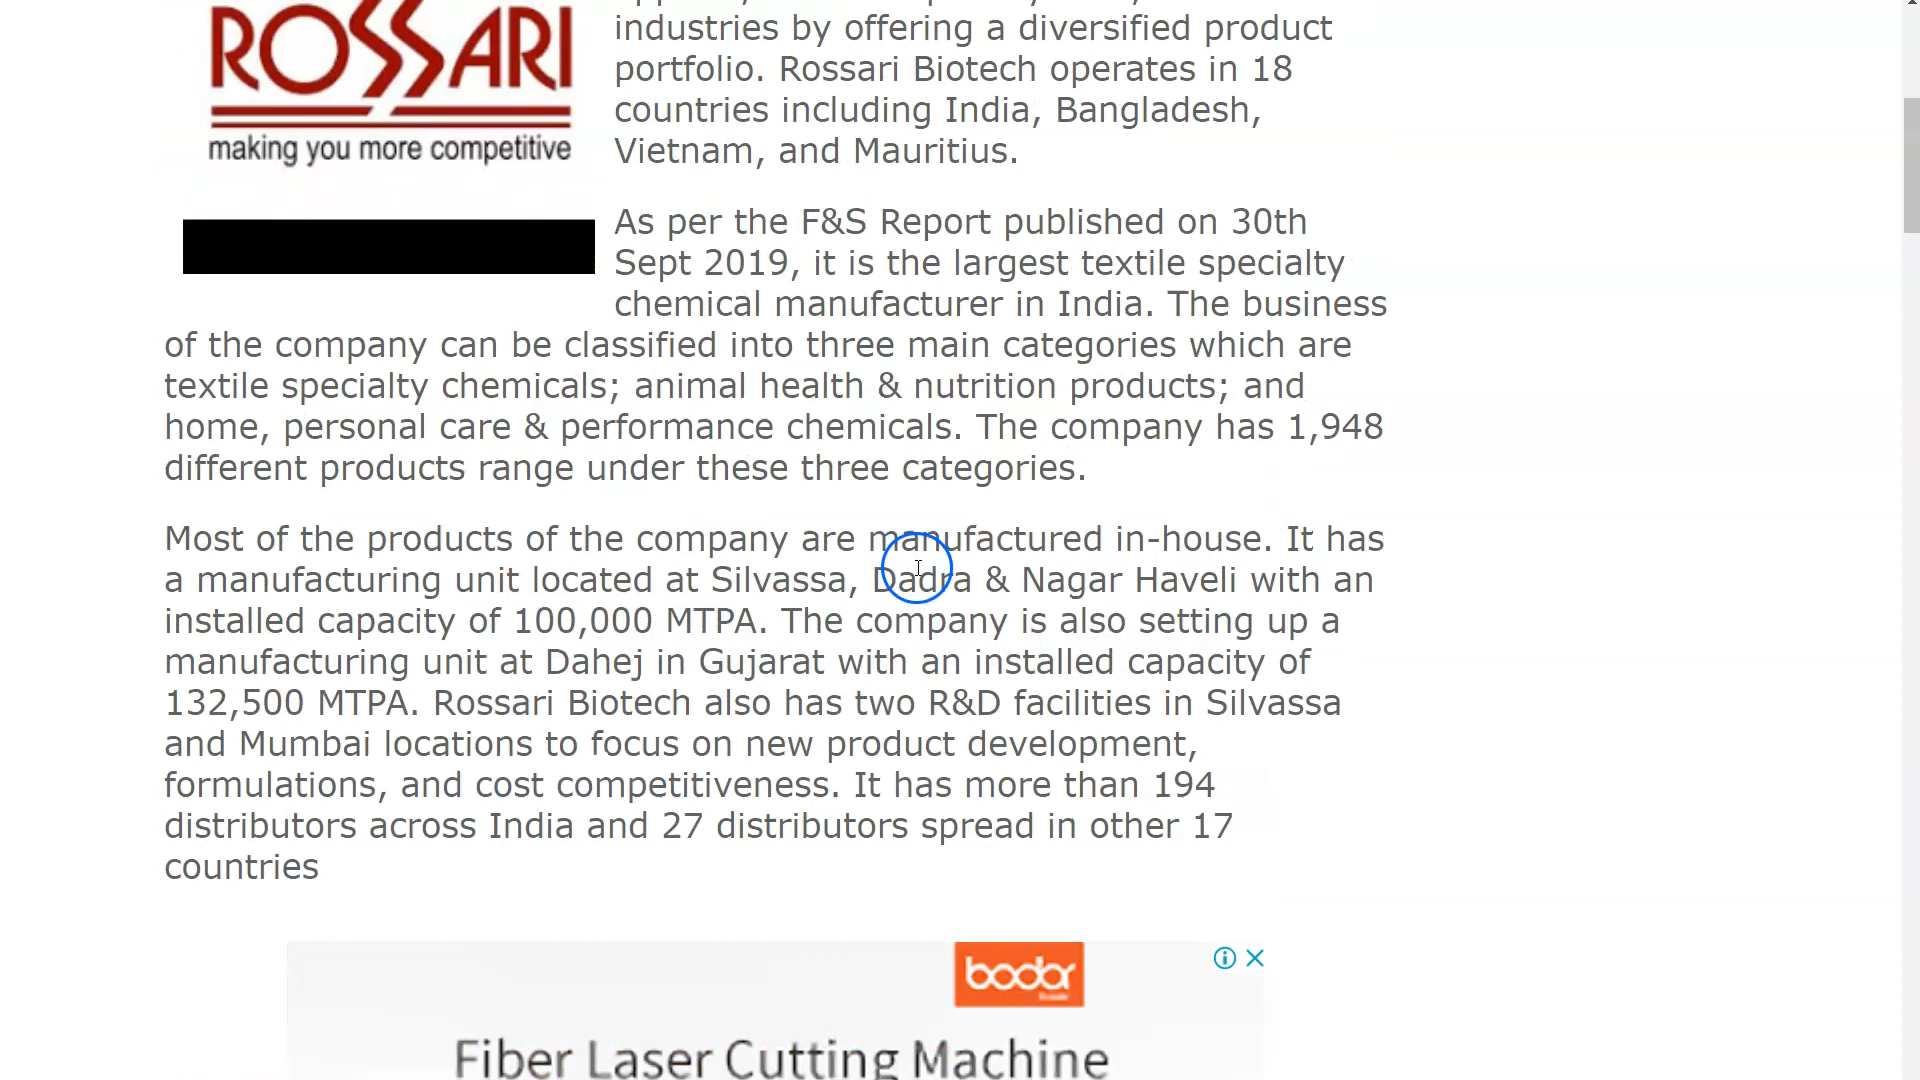 ROSSARI
making you more competitive
industries by offering a diversified product
portfolio. Rossari Biotech operates in 18
countries including India, Bangladesh,
Vietnam, and Mauritius.
As per the F&S Report published on 30th
Sept 2019, it is the largest textile specialty
chemical manufacturer in India. The business
of the company can be classified into three main categories which are
textile specialty chemicals; animal health & nutrition products; and
home, personal care & performance chemicals. The company has 1,948
different products range under these three categories.
Most of the products of the company are manufactured in-house. It has
a manufacturing unit located at Silvassa, Dadra & Nagar Haveli with an
installed capacity of 100,000 MTPA. The company is also setting up a
manufacturing unit at Dahej in Gujarat with an installed capacity of
132,500 MTPA. Rossari Biotech also has two R&D facilities in Silvassa
and Mumbai locations to focus on new product development,
formulations, and cost competitiveness. It has more than 194
distributors across India and 27 distributors spread in other 17
countries
bodor
Fiber Laser Cutting Machine